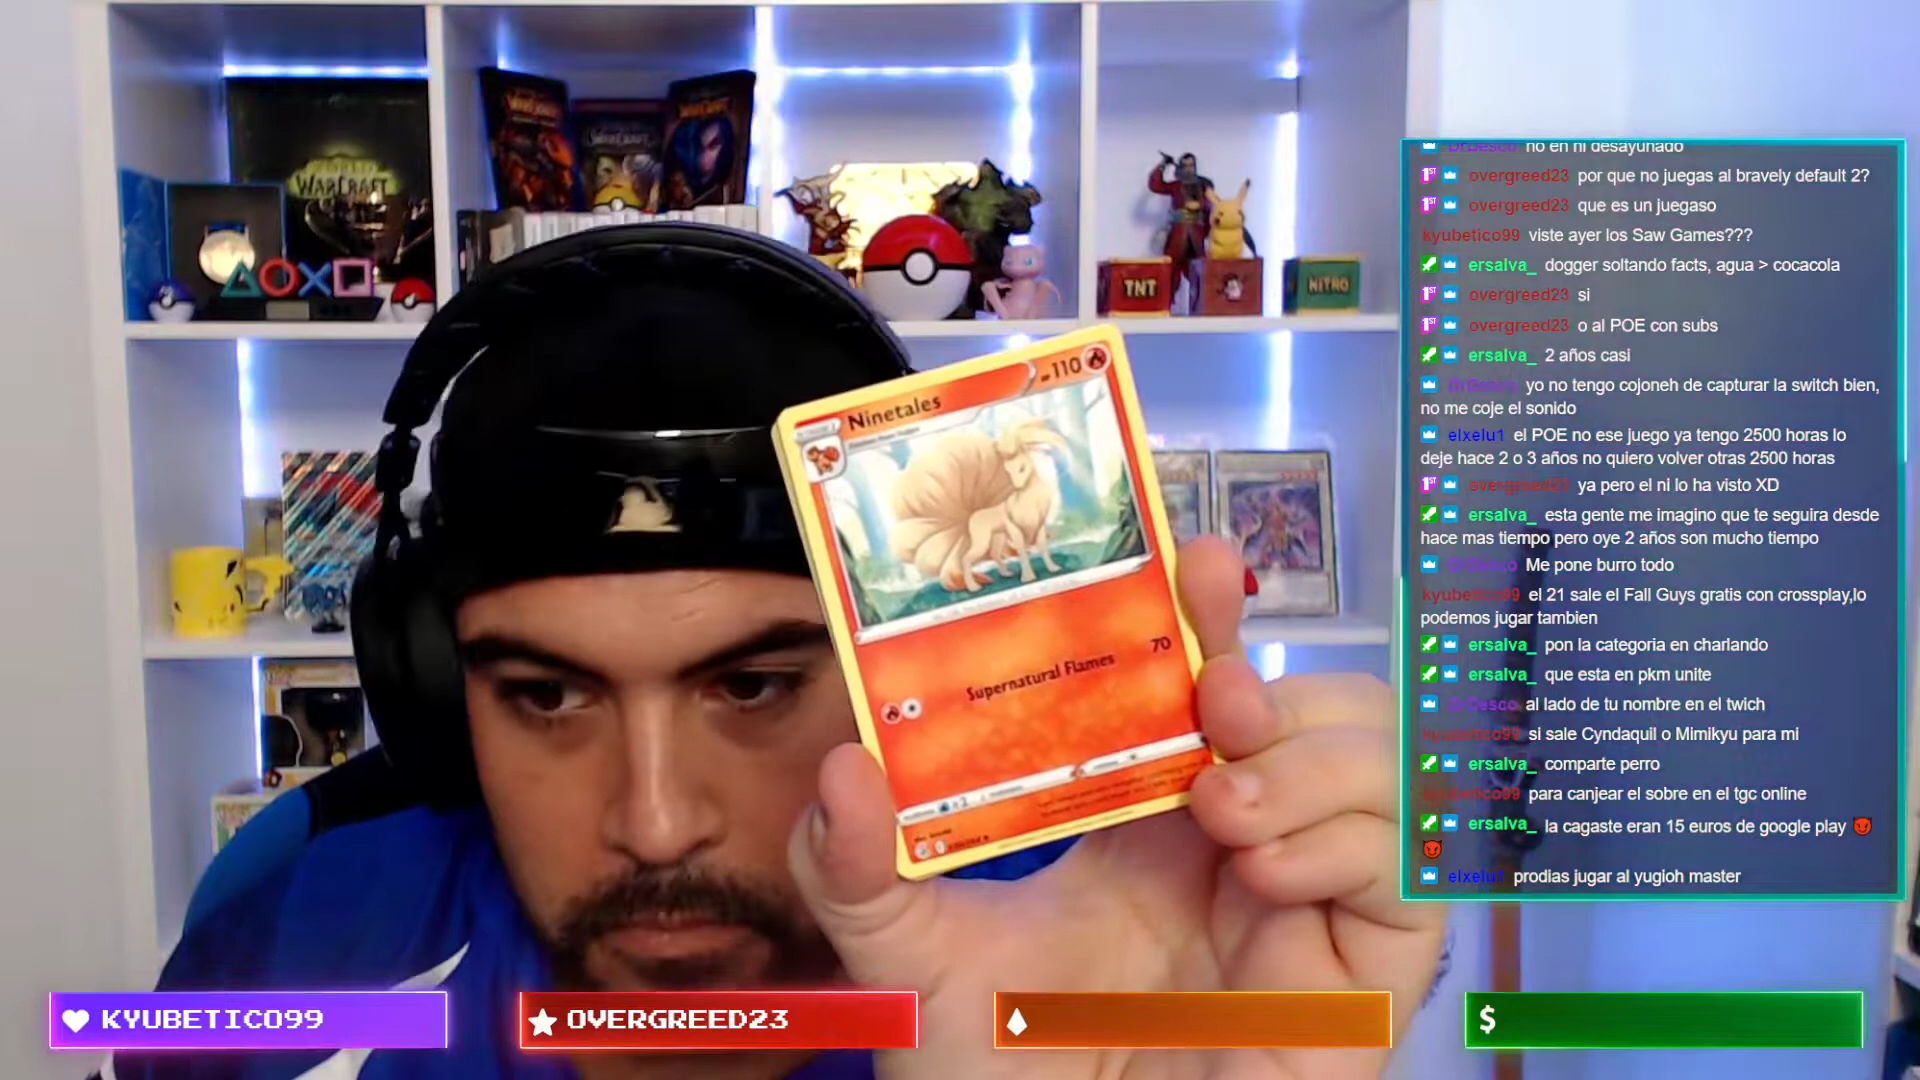 WARCRAFT
WARCRAFT
WARCRAFT
WARCRAFT
TNT
NITRO
Ninetales
110
Supernatural Flames
70
x2
no en ni desayunado
overgreed23 por que no juegas al bravely default 2?
overgreed23 que es un juegaso
kyubetico99 viste ayer los Saw Games???
ersalva_ dogger soltando facts, agua > cocacola
overgreed23 si
overgreed23 o al POE con subs
ersalva_ 2 años casi
yo no tengo cojoneh de capturar la switch bien,
no me coje el sonido
elxelu1 el POE no ese juego ya tengo 2500 horas lo
deje hace 2 o 3 años no quiero volver otras 2500 horas
overgreed23 ya pero el ni lo ha visto XD
ersalva_ esta gente me imagino que te seguira desde
hace mas tiempo pero oye 2 años son mucho tiempo
Me pone burro todo
kyubetico99 el 21 sale el Fall Guys gratis con crossplay,lo
podemos jugar tambien
ersalva_ pon la categoria en charlando
ersalva_ que esta en pkm unite
al lado de tu nombre en el twich
kyubetico99 si sale Cyndaquil o Mimikyu para mi
ersalva_ comparte perro
kyubetico99 para canjear el sobre en el tgc online
ersalva_ la cagaste eran 15 euros de google play
elxelu1 prodias jugar al yugioh master
KYUBETICO99
OVERGREED23
$